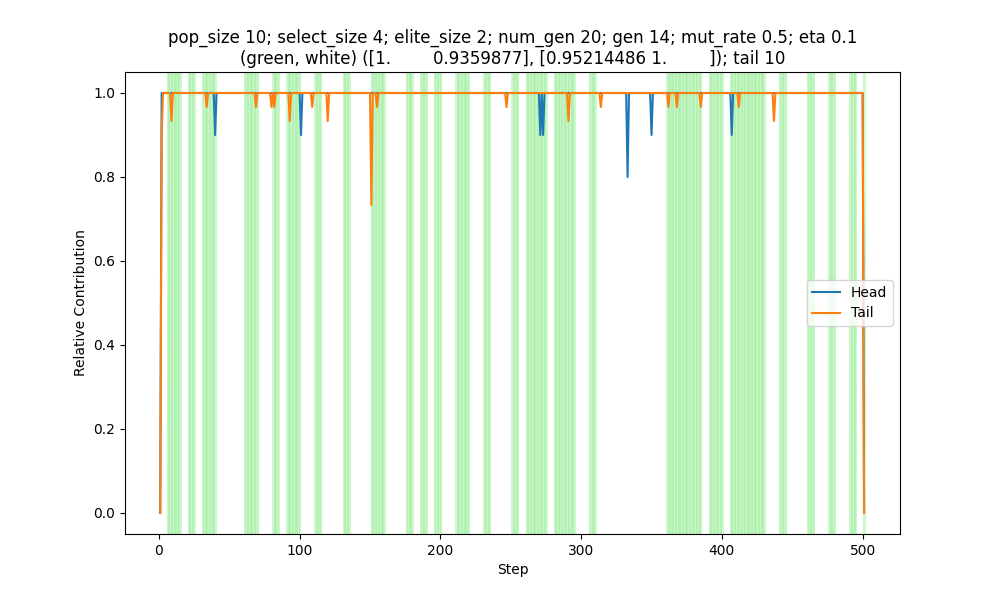 pop_size 10; select_size 4; elite_size 2; num_gen 20; gen 14; mut_rate 0.5; eta 0.1
(green, white) ([1.         0.9359877], [0.95214486 1.         ]); tail 10
1.0
0.8
0.6
0.4
0.2
0.0
Relative Contribution
Head
Tail
0
100
200
300
400
500
Step